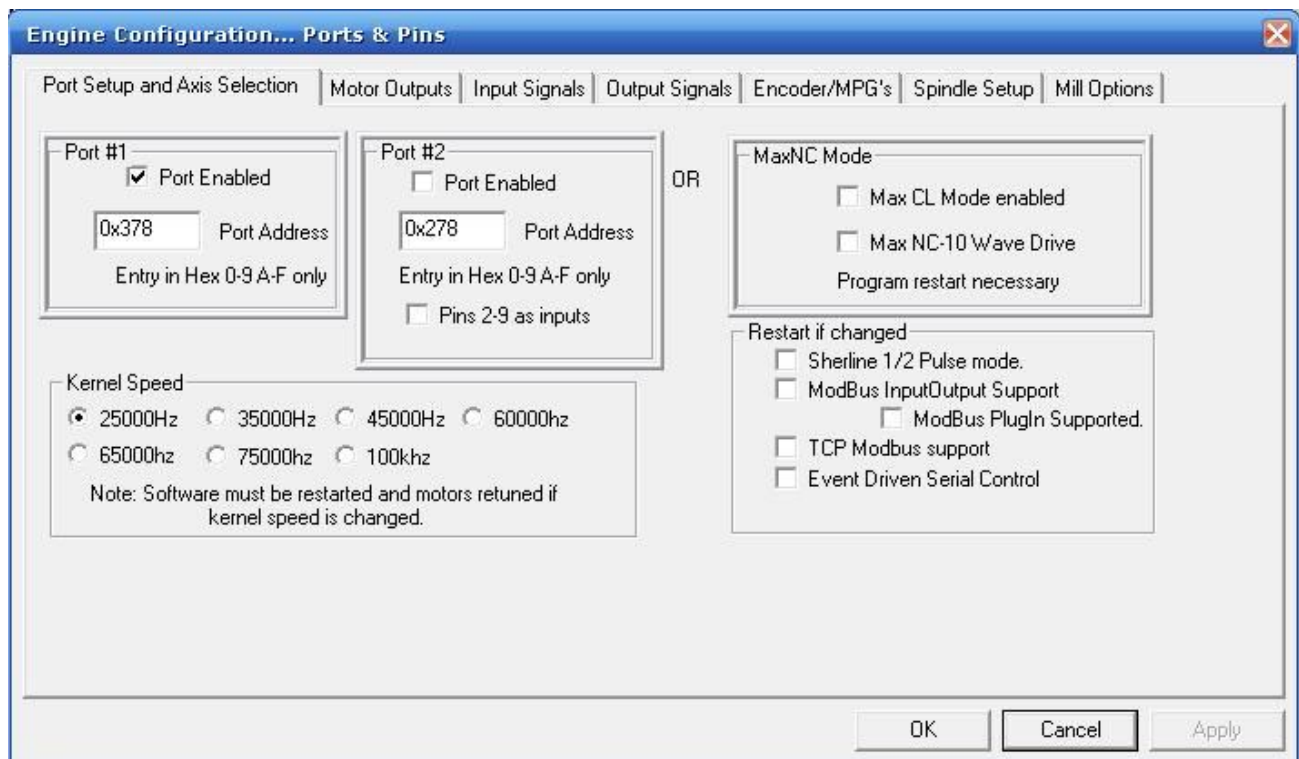 Engine Configuration... Ports & Pins
Port Setup and Axis Selection
Motor Outputs
Input Signals
Output Signals
Encoder/MPG's
Spindle Setup
Mill Options
Port #1
Port Enabled
0x378 Port Address
Entry in Hex 0-9 A-F only
Port #2
Port Enabled
0x278 Port Address
Entry in Hex 0-9 A-F only
Pins 2-9 as inputs
OR
MaxNC Mode
Max CL Mode enabled
Max NC-10 Wave Drive
Program restart necessary
Restart if changed
Sherline 1/2 Pulse mode.
ModBus InputOutput Support
ModBus PlugIn Supported.
TCP Modbus support
Event Driven Serial Control
Kernel Speed
25000Hz 35000Hz 45000Hz 60000hz
65000hz 75000hz 100khz
Note: Software must be restarted and motors retuned if
kernel speed is changed.
OK
Cancel
Apply